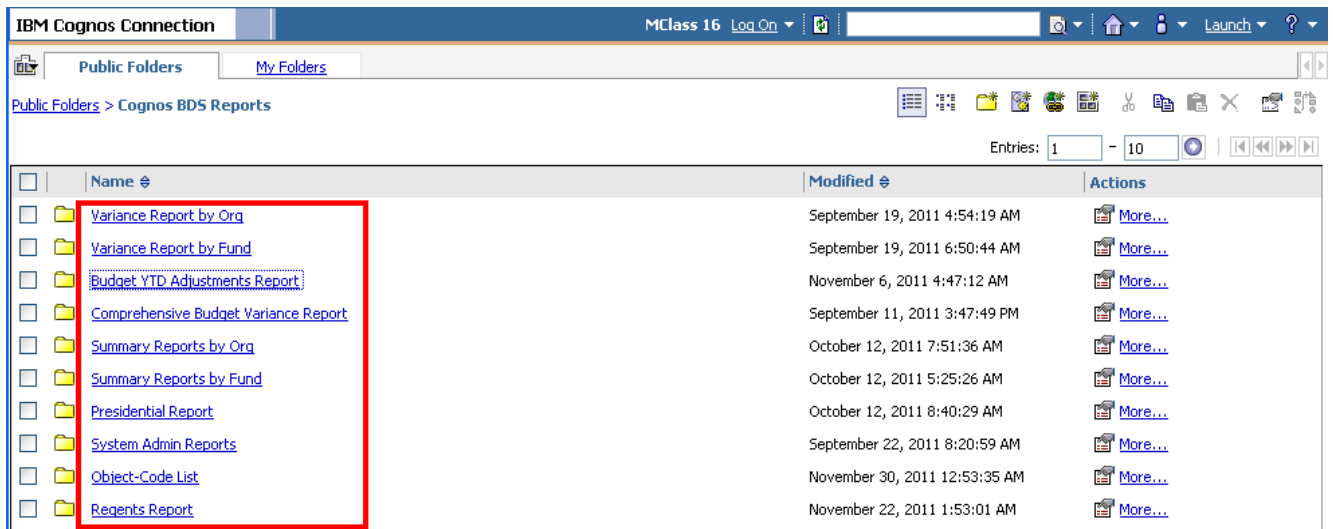 IBM Cognos Connection MClass 16 Log On Launch ?
Public Folders My Folders
Public Folders > Cognos BDS Reports
Entries: 1 - 10
Name Modified Actions
Variance Report by Org September 19, 2011 4:54:19 AM More...
Variance Report by Fund September 19, 2011 6:50:44 AM More...
Budget YTD Adjustments Report November 6, 2011 4:47:12 AM More...
Comprehensive Budget Variance Report September 11, 2011 3:47:49 PM More...
Summary Reports by Org October 12, 2011 7:51:36 AM More...
Summary Reports by Fund October 12, 2011 5:25:26 AM More...
Presidential Report October 12, 2011 8:40:29 AM More...
System Admin Reports September 22, 2011 8:20:59 AM More...
Object-Code List November 30, 2011 12:53:35 AM More...
Regents Report November 22, 2011 1:53:01 AM More...